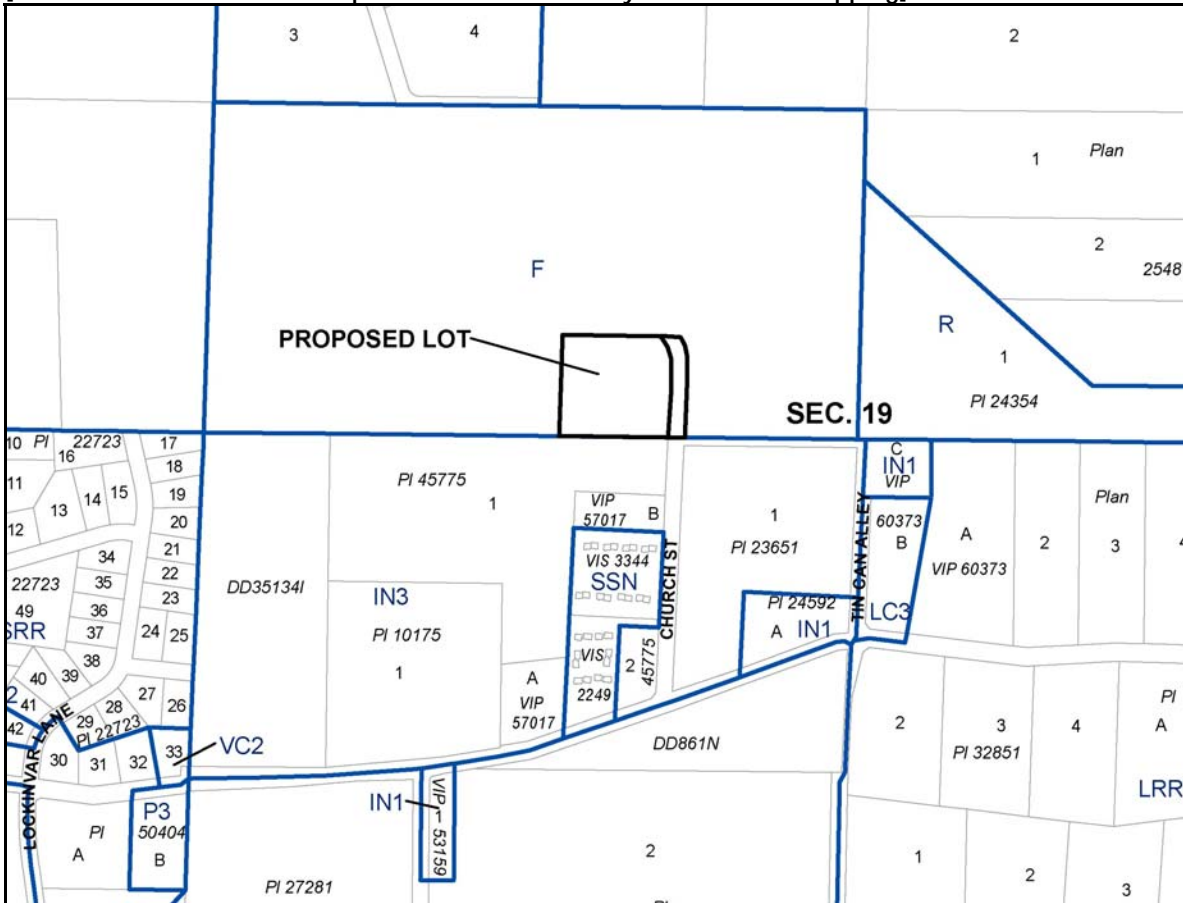 3
4
2
1 Plan
2
2548
F
R
1
Pl 24354
PROPOSED LOT
SEC. 19
10 Pl 22723
16
17
18
11
13
14
15
19
12
20
21
34
22
35
22723
49
36
23
37
24
25
SRR
38
39
40
41
42
29
28
27
26
Pl 22723
30
31
32
33
VC2
LOCKINVAR LANE
P3
Pl
50404
A
B
Pl 27281
DD35134I
Pl 45775
1
IN3
Pl 10175
1
VIP
57017
B
VIS 3344
SSN
VIS
2249
2
45775
CHURCH ST
A
VIP
57017
1
Pl 23651
Pl 24592
A
IN1
TIN CAN ALLEY
C
IN1
VIP
60373
B
LC3
A
VIP 60373
2
Plan
3
4
DD861N
IN1
VIP
53159
1
2
2
3
Pl 32851
4
Pl
A
LRR
1
2
3